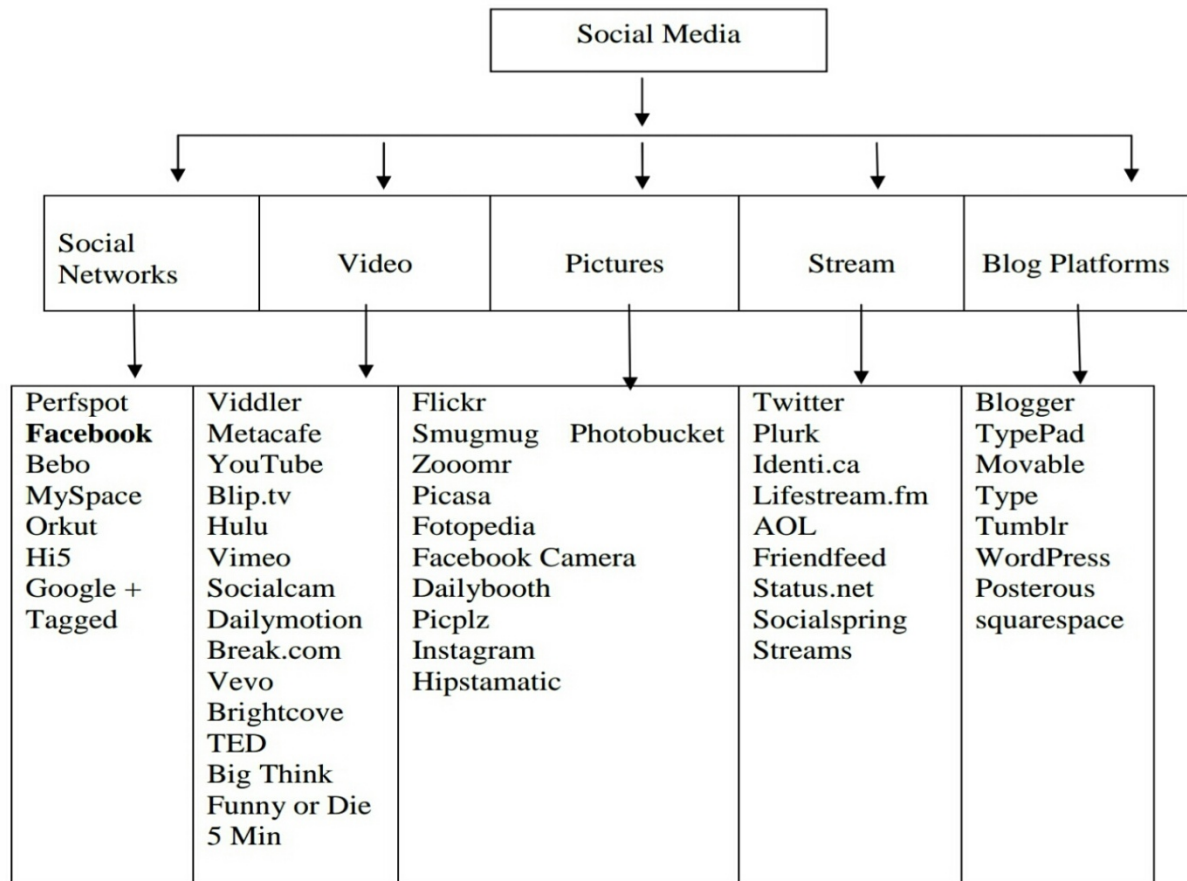 Social Media
Social
Networks
Video
Pictures
Stream
Blog Platforms
Perfspot
Facebook
Bebo
MySpace
Orkut
Hi5
Google +
Tagged
Viddler
Metacafe
YouTube
Blip.tv
Hulu
Vimeo
Socialcam
Dailymotion
Break.com
Vevo
Brightcove
TED
Big Think
Funny or Die
5 Min
Flickr
Smugmug Photobucket
Zooomr
Picasa
Fotopedia
Facebook Camera
Dailybooth
Picplz
Instagram
Hipstamatic
Twitter
Plurk
Identi.ca
Lifestream.fm
AOL
Friendfeed
Status.net
Socialspring
Streams
Blogger
TypePad
Movable
Type
Tumblr
WordPress
Posterous
squarespace